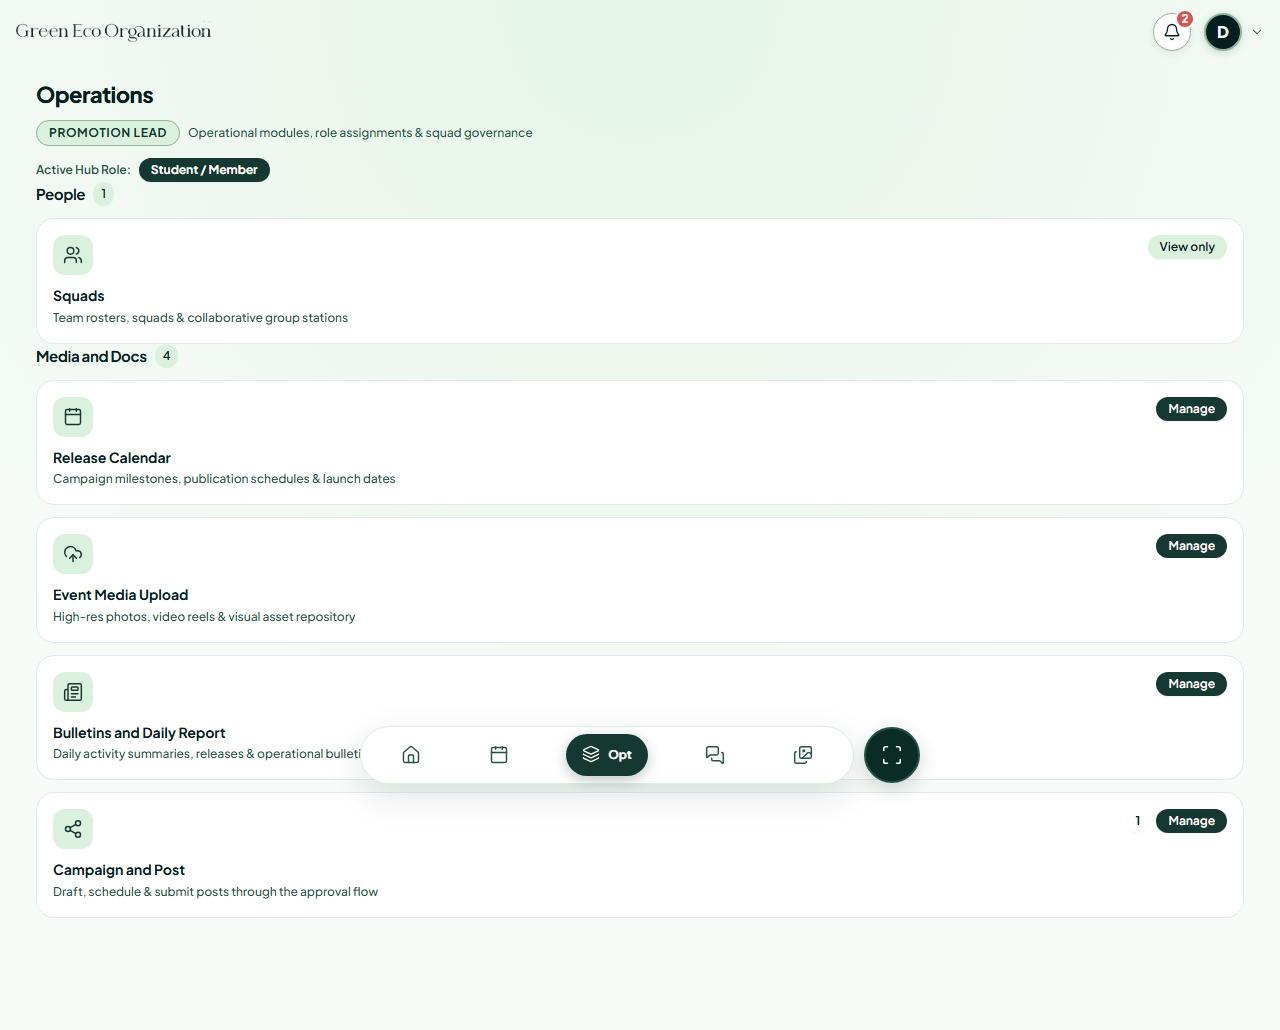 Green Eco Organization
2
D
Operations
PROMOTION LEAD
Operational modules, role assignments & squad governance
Active Hub Role:
Student / Member
People
1
View only
Squads
Team rosters, squads & collaborative group stations
Media and Docs
4
Manage
Release Calendar
Campaign milestones, publication schedules & launch dates
Manage
Event Media Upload
High-res photos, video reels & visual asset repository
Manage
Bulletins and Daily Report
Daily activity summaries, releases & operational bulleti
Opt
1
Manage
Campaign and Post
Draft, schedule & submit posts through the approval flow